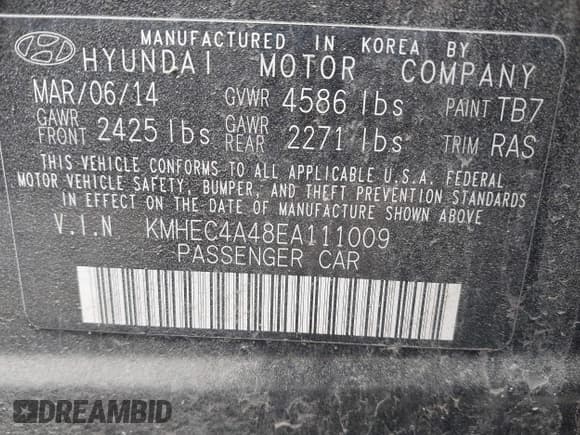 MANUFACTURED IN KOREA BY
HYUNDAI MOTOR COMPANY
MAR/06/14 GVWR 4586 lbs PAINT TB7
GAWR FRONT 2425 lbs GAWR REAR 2271 lbs TRIM RAS
THIS VEHICLE CONFORMS TO ALL APPLICABLE U.S.A. FEDERAL
MOTOR VEHICLE SAFETY, BUMPER, AND THEFT PREVENTION STANDARDS
IN EFFECT ON THE DATE OF MANUFACTURE SHOWN ABOVE
V.I.N KMHEC4A48EA111009
PASSENGER CAR
DREAMBID